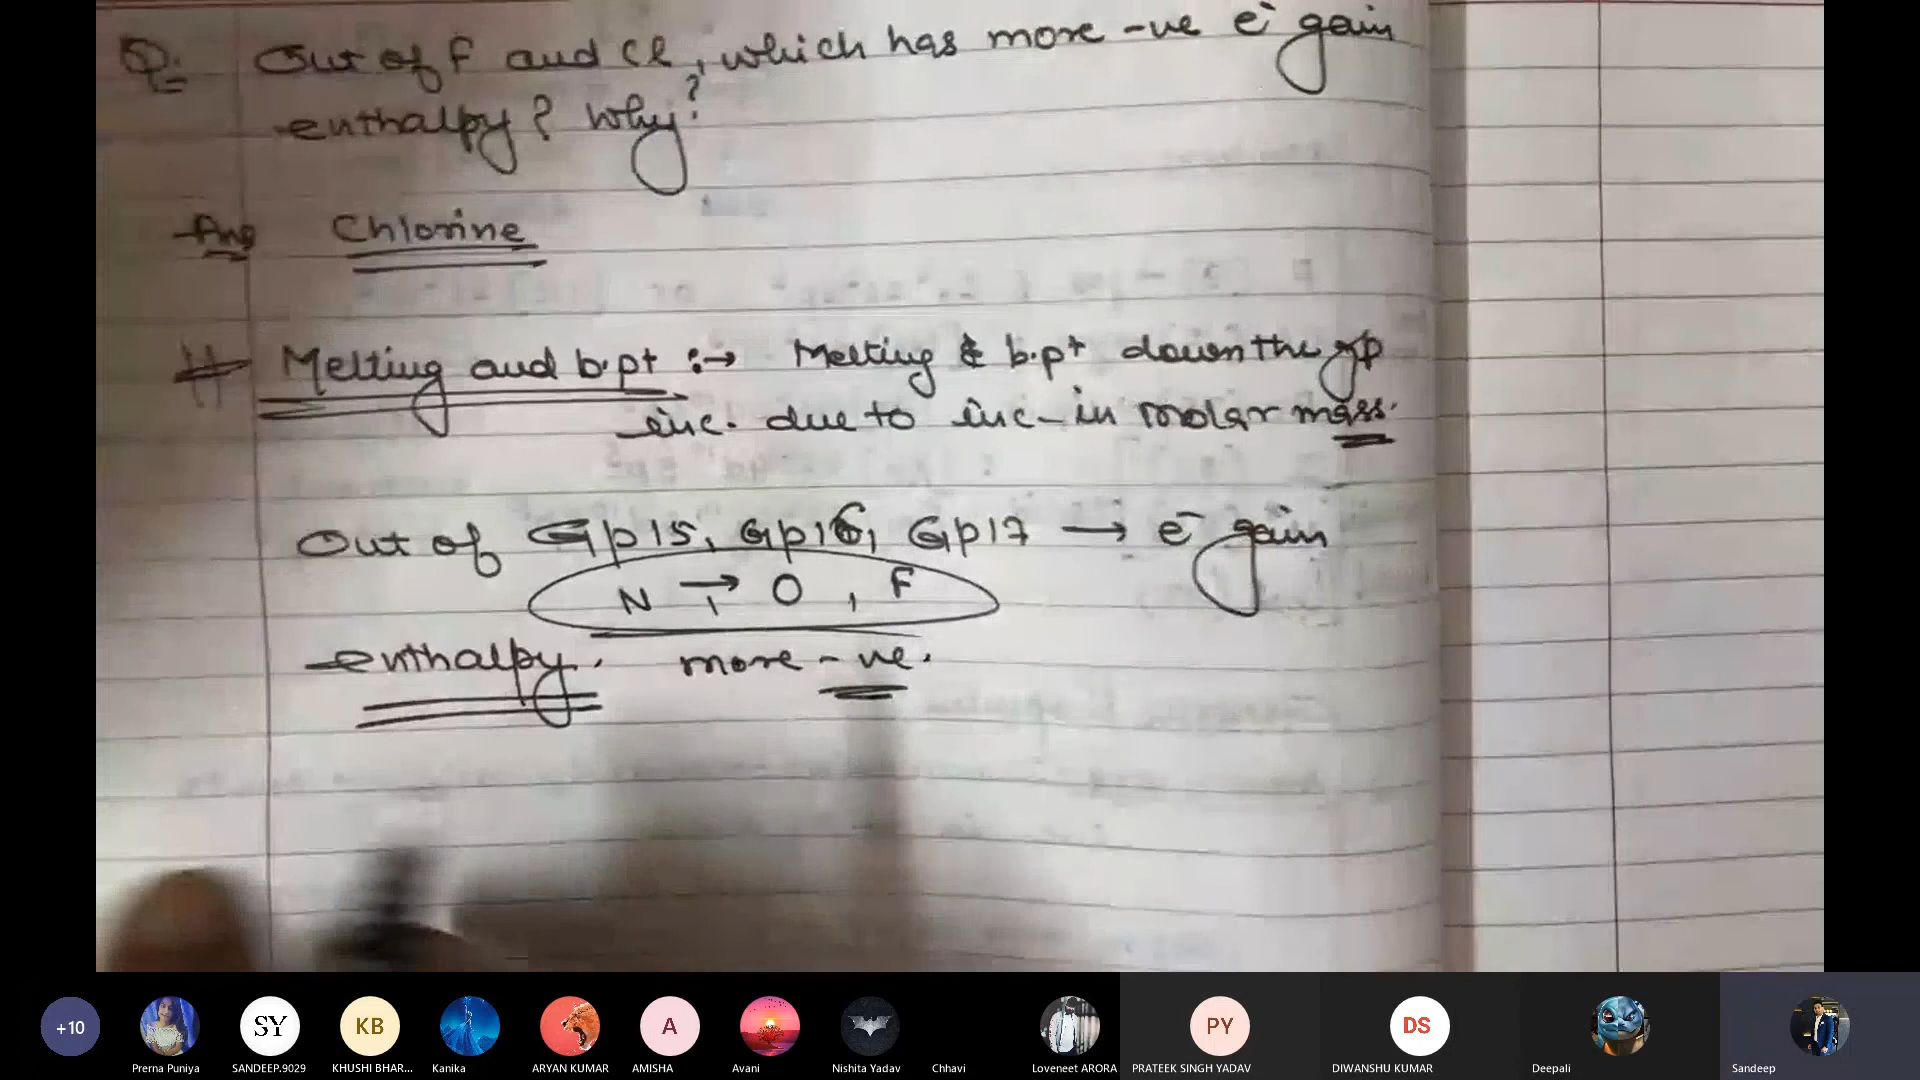 Q: Out of F and Cl, which has more -ve e⁻ gain
enthalpy? Why?
Ans Chlorine
# Melting and b.pt :→ Melting & b.pt down the gp
inc. due to inc- in molar mass.
Out of Gp15, Gp16, Gp17 → e⁻ gain
N → , O , F
enthalpy. more -ve.
+10
SY
KB
A
PY
DS
Prerna Puniya
SANDEEP.9029
KHUSHI BHAR...
Kanika
ARYAN KUMAR
AMISHA
Avani
Nishita Yadav
Chhavi
Loveneet ARORA
PRATEEK SINGH YADAV
DIWANSHU KUMAR
Deepali
Sandeep